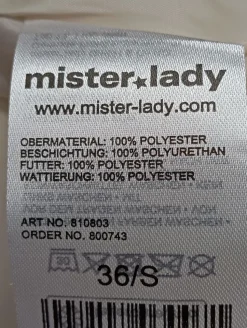 mister★lady
www.mister-lady.com
OBERMATERIAL: 100% POLYESTER
BESCHICHTUNG: 100% POLYURETHAN
FUTTER: 100% POLYESTER
WATTIERUNG: 100% POLYESTER
ART NO. 810803
ORDER NO. 800743
30
36/S